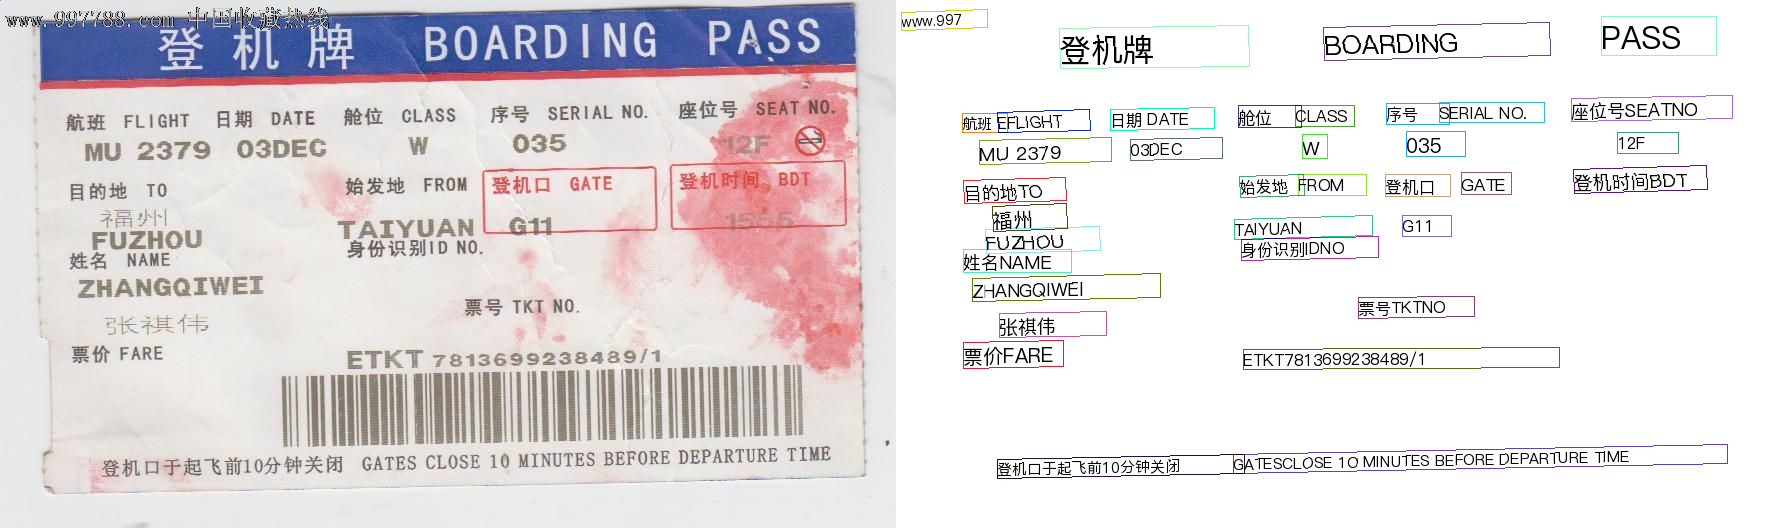 www.997788.com 中国收藏热线
登机牌 BOARDING PASS
航班 FLIGHT 日期 DATE 舱位 CLASS 序号 SERIAL NO. 座位号 SEAT NO.
MU 2379 03DEC W 035 12F
目的地 TO 始发地 FROM 登机口 GATE 登机时间 BDT
福州
FUZHOU TAIYUAN G11
姓名 NAME 身份识别ID NO.
ZHANGQIWEI
张祺伟 票号 TKT NO.
票价 FARE ETKT 7813699238489/1
登机口于起飞前10分钟关闭 GATES CLOSE 10 MINUTES BEFORE DEPARTURE TIME
www.997
登机牌 BOARDING PASS
航班 EFLIGHT 日期 DATE 舱位 CLASS 序号 SERIAL NO. 座位号SEATNO
MU 2379 03DEC W 035 12F
目的地TO 始发地 FROM 登机口 GATE 登机时间BDT
福州
FUZHOU TAIYUAN G11
姓名NAME 身份识别IDNO
ZHANGQIWEI
张祺伟 票号TKTNO
票价FARE ETKT7813699238489/1
登机口于起飞前10分钟关闭 GATESCLOSE 1O MINUTES BEFORE DEPARTURE TIME